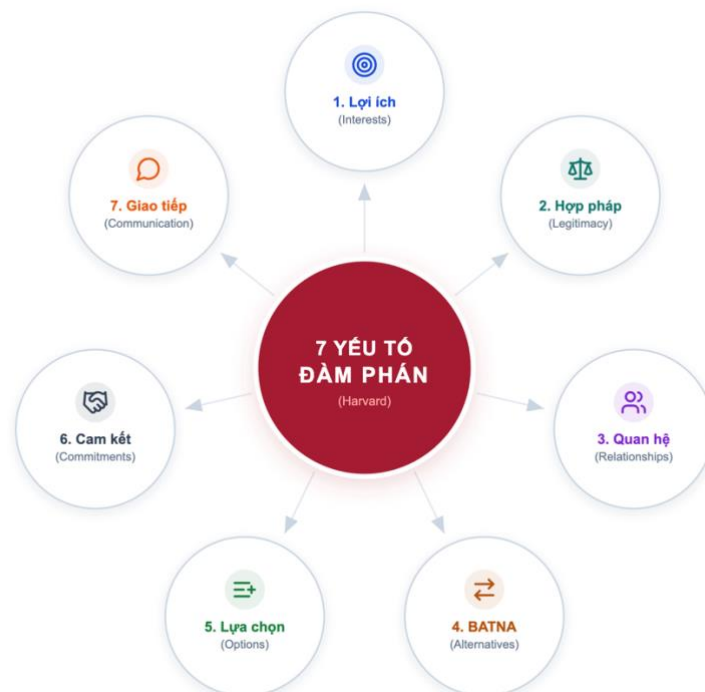 7 YẾU TỐ
ĐÀM PHÁN
(Harvard)
1. Lợi ích
(Interests)
2. Hợp pháp
(Legitimacy)
3. Quan hệ
(Relationships)
4. BATNA
(Alternatives)
5. Lựa chọn
(Options)
6. Cam kết
(Commitments)
7. Giao tiếp
(Communication)